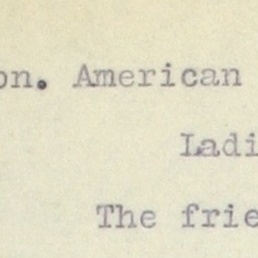 on. American
Ladi
The frie